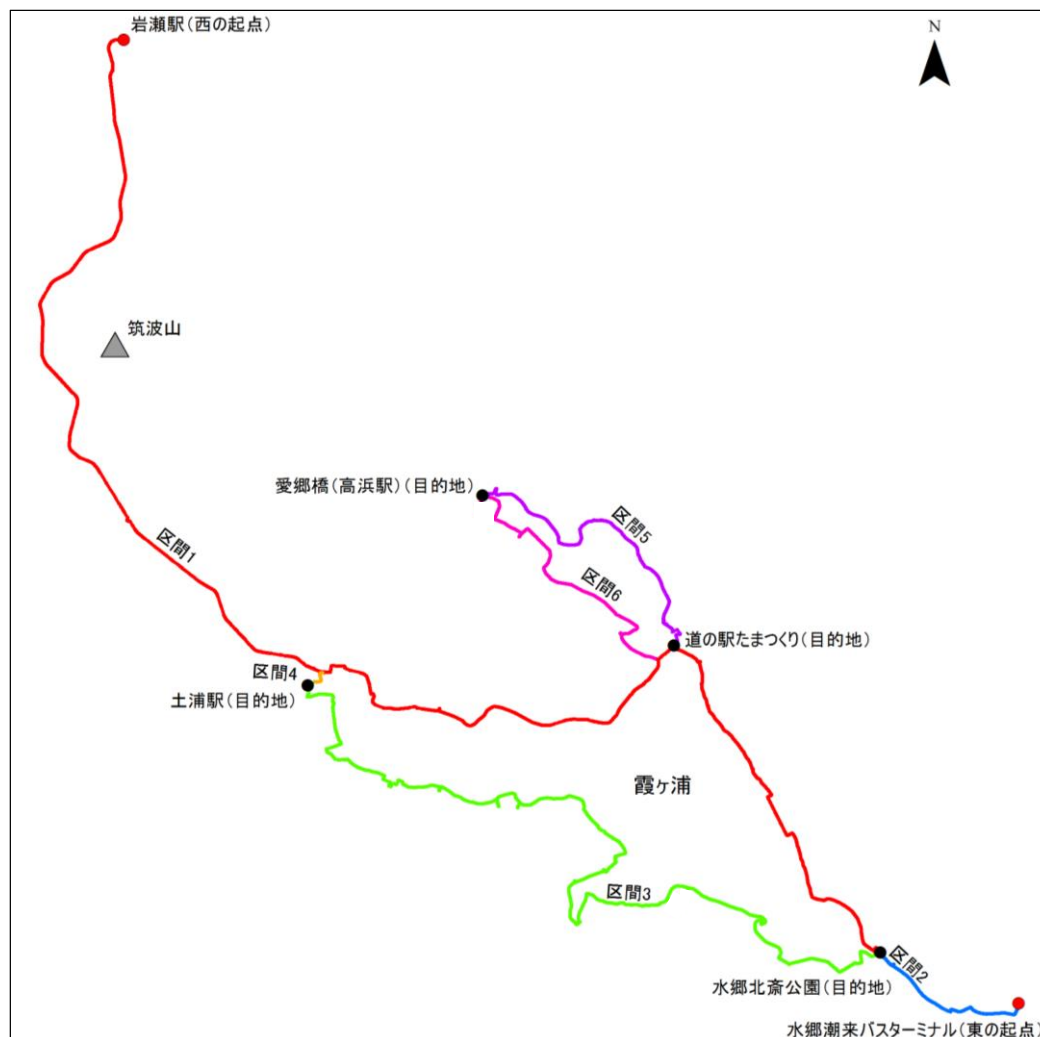 岩瀬駅(西の起点)
N
筑波山
愛郷橋(高浜駅)(目的地)
区間5
区間1
区間6
道の駅たまつくり(目的地)
区間4
土浦駅(目的地)
霞ヶ浦
区間3
区間2
水郷北斎公園(目的地)
水郷潮来バスターミナル(東の起点)